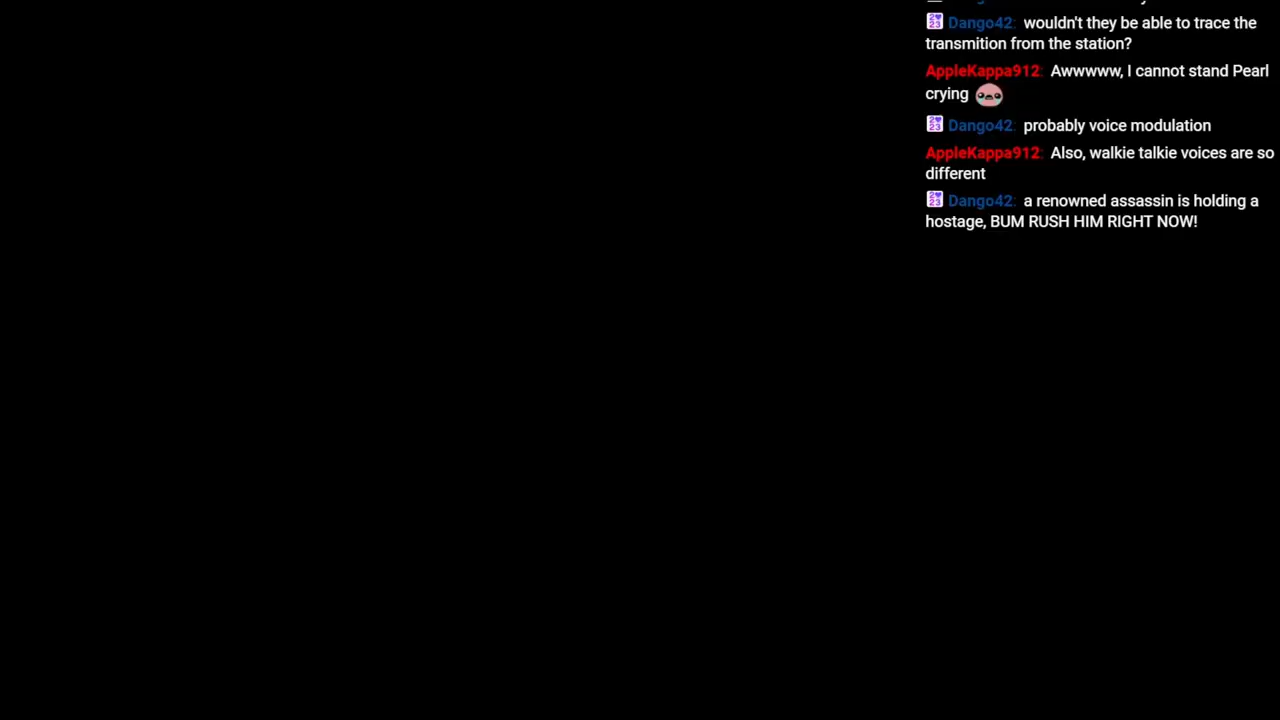 Dango42: wouldn't they be able to trace the
transmition from the station?
AppleKappa912: Awwwww, I cannot stand Pearl
crying
Dango42: probably voice modulation
AppleKappa912: Also, walkie talkie voices are so
different
Dango42: a renowned assassin is holding a
hostage, BUM RUSH HIM RIGHT NOW!